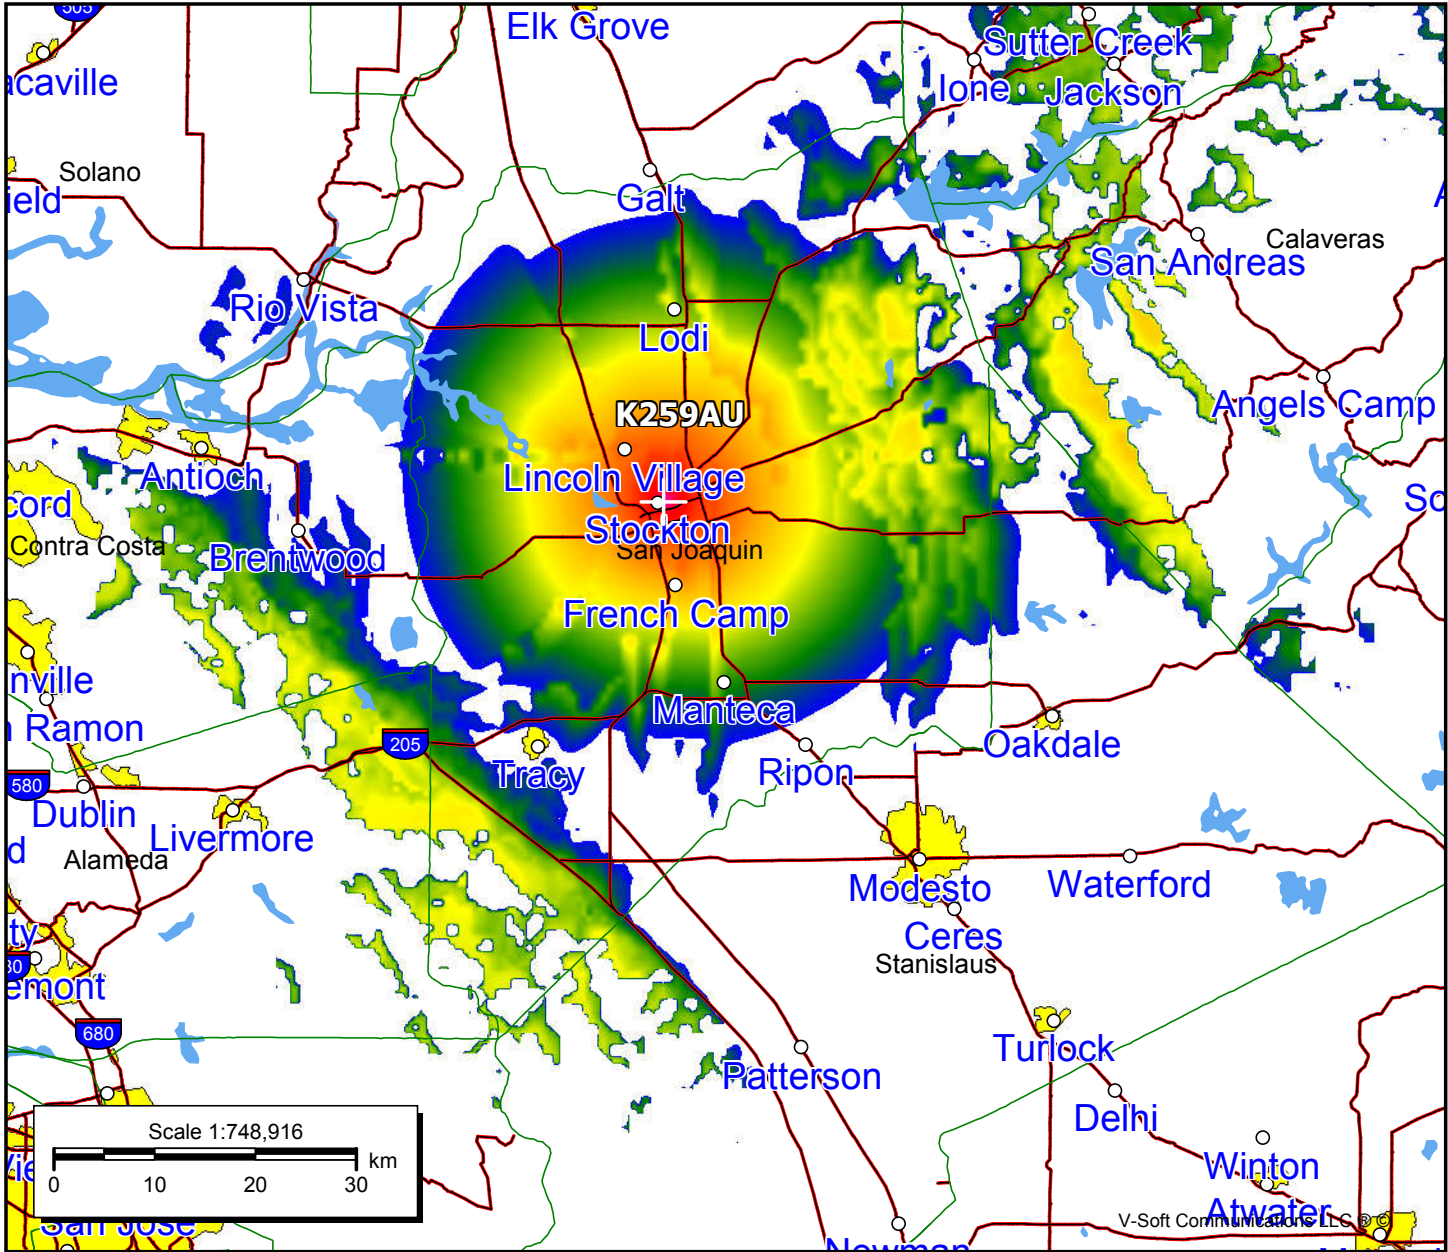 505
Elk Grove
Sutter Creek
acaville
Ione
Jackson
Solano
ield
Galt
Calaveras
San Andreas
Rio Vista
Lodi
Angels Camp
K259AU
Antioch
Lincoln Village
cord
Stockton
Contra Costa
San Joaquin
Brentwood
French Camp
nville
Manteca
n Ramon
205
Oakdale
Tracy
Ripon
580
Dublin
Livermore
d
Alameda
Modesto
Waterford
ty
Ceres
Stanislaus
80
emont
680
Turlock
Patterson
Delhi
Scale 1:748,916
km
0 10 20 30
Winton
Atwater
V-Soft Communications LLC ® ©
San Jose
Newman